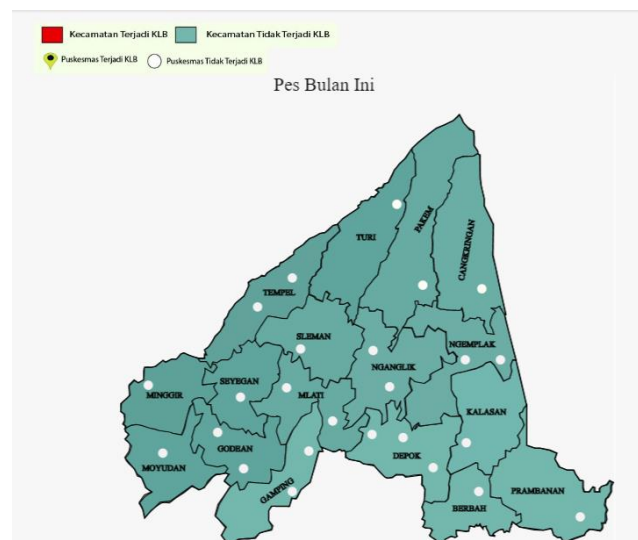 Kecamatan Terjadi KLB Kecamatan Tidak Terjadi KLB
Puskesmas Terjadi KLB Puskesmas Tidak Terjadi KLB
Pes Bulan Ini
TURI
PAKEM
CANGKRINGAN
TEMPEL
SLEMAN
NGANGLIK
NGEMPLAK
MINGGIR
SEYEGAN
MLATI
KALASAN
MOYUDAN
GODEAN
GAMPING
DEPOK
BERBAH
PRAMBANAN